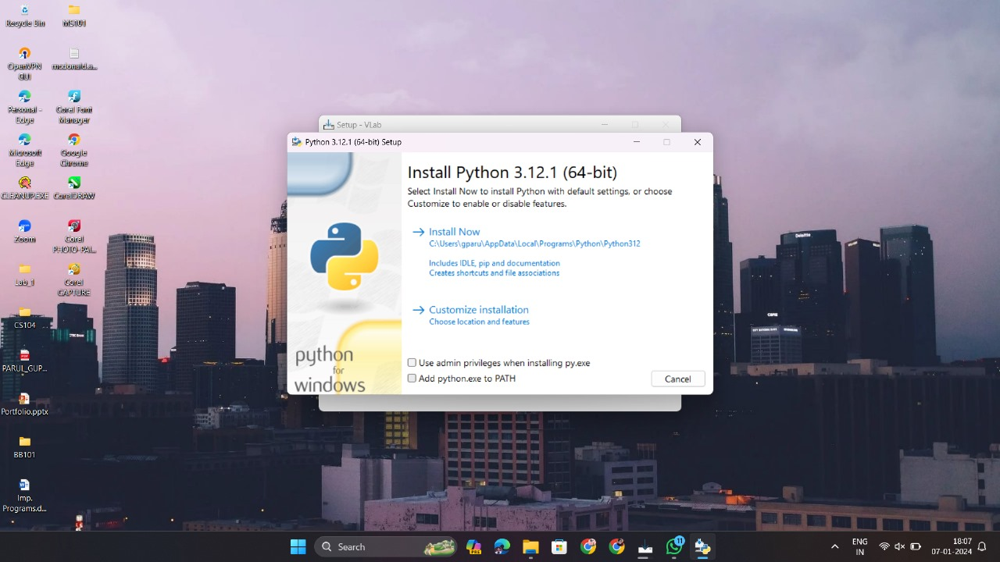 Recycle Bin
MS101
OpenVPN
GUI
mcdonald.a...
Personal -
Edge
Corel Font
Manager
Microsoft
Edge
Google
Chrome
CLEANUP.EXE
CorelDRAW
Zoom
Corel
PHOTO-PAI...
lab 1
Corel
CAPTURE
CS104
PARUL_GUP...
Portfolio.pptx
BB101
Imp.
Programs.d...
Setup - VLab
Python 3.12.1 (64-bit) Setup
Install Python 3.12.1 (64-bit)
Select Install Now to install Python with default settings, or choose
Customize to enable or disable features.
Install Now
C:\Users\gparu\AppData\Local\Programs\Python\Python312
Includes IDLE, pip and documentation
Creates shortcuts and file associations
Customize installation
Choose location and features
python
for
windows
Use admin privileges when installing py.exe
Add python.exe to PATH
Cancel
Deloitte
Search
PRE
11
ENG
IN
18:07
07-01-2024